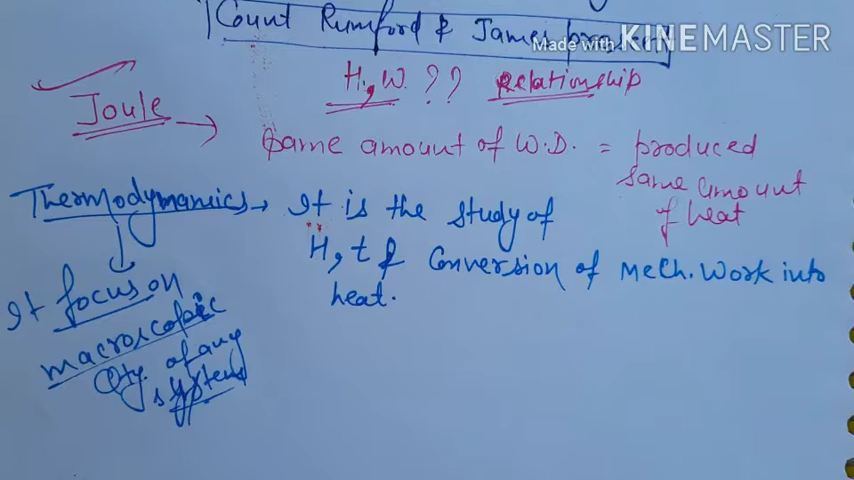 Count Rumford & James
Made with KINEMASTER
H, W. ?? Relationship
Joule →
Same amount of W.D. = produced
same amount
of heat
Thermodymamics → It is the study of
H, t & Conversion of Mech. Work into
heat.
It focus on
macroscopic
Qty. of any
system